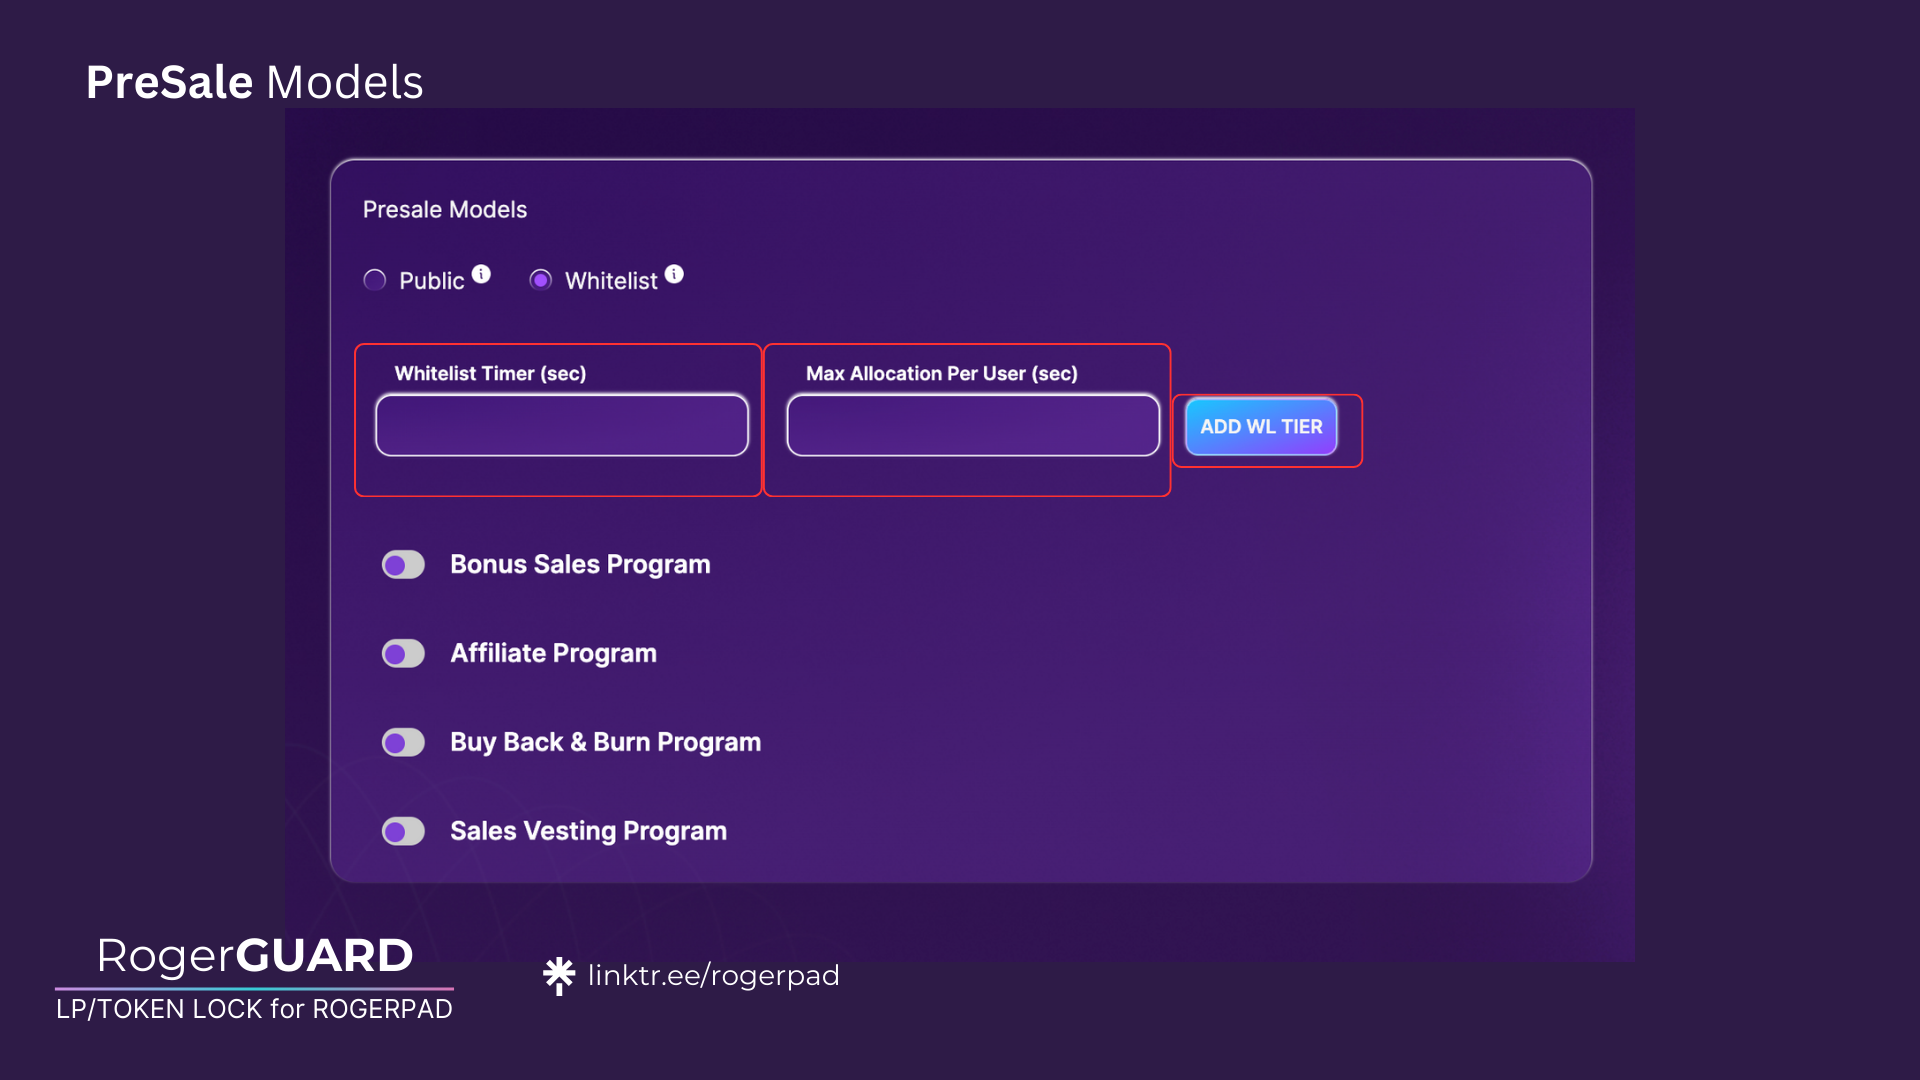 PreSale Models
Presale Models
Public i Whitelist i
Whitelist Timer (sec) Max Allocation Per User (sec)
ADD WL TIER
Bonus Sales Program
Affiliate Program
Buy Back & Burn Program
Sales Vesting Program
RogerGUARD
LP/TOKEN LOCK for ROGERPAD
linktr.ee/rogerpad